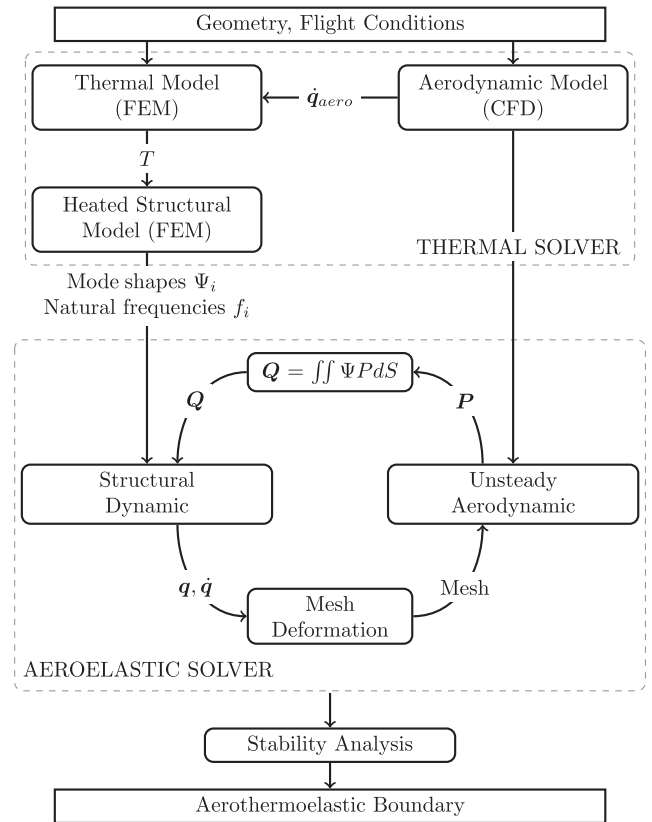 Geometry, Flight Conditions
Thermal Model
(FEM)
q̇aero
Aerodynamic Model
(CFD)
T
Heated Structural
Model (FEM)
THERMAL SOLVER
Mode shapes Ψi
Natural frequencies fi
Q = ∫∫ ΨPdS
Q
P
Structural
Dynamic
Unsteady
Aerodynamic
q, q̇
Mesh
Deformation
Mesh
AEROELASTIC SOLVER
Stability Analysis
Aerothermoelastic Boundary